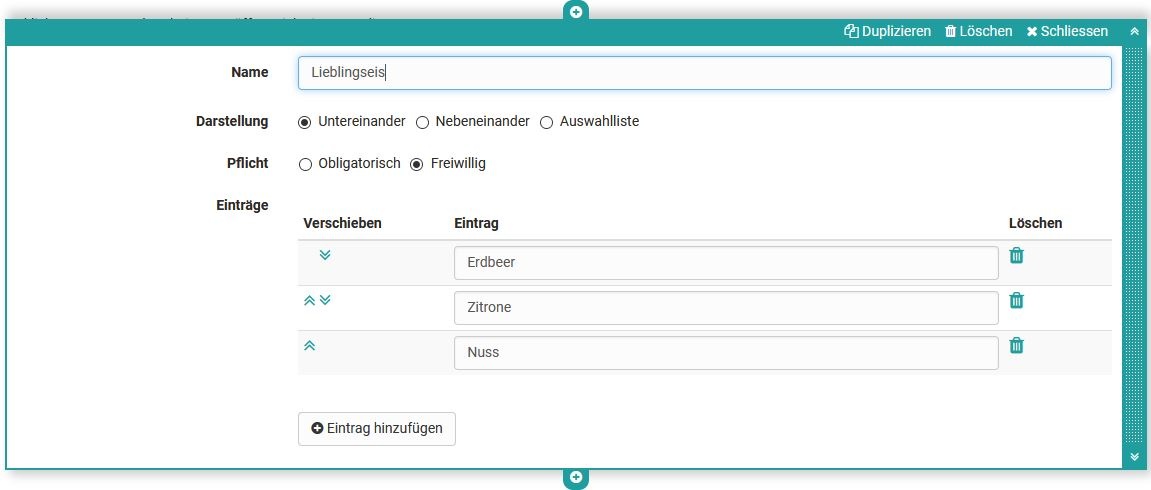 Duplizieren Löschen Schliessen
Name Lieblingseis
Darstellung Untereinander Nebeneinander Auswahlliste
Pflicht Obligatorisch Freiwillig
Einträge
Verschieben Eintrag Löschen
Erdbeer
Zitrone
Nuss
Eintrag hinzufügen